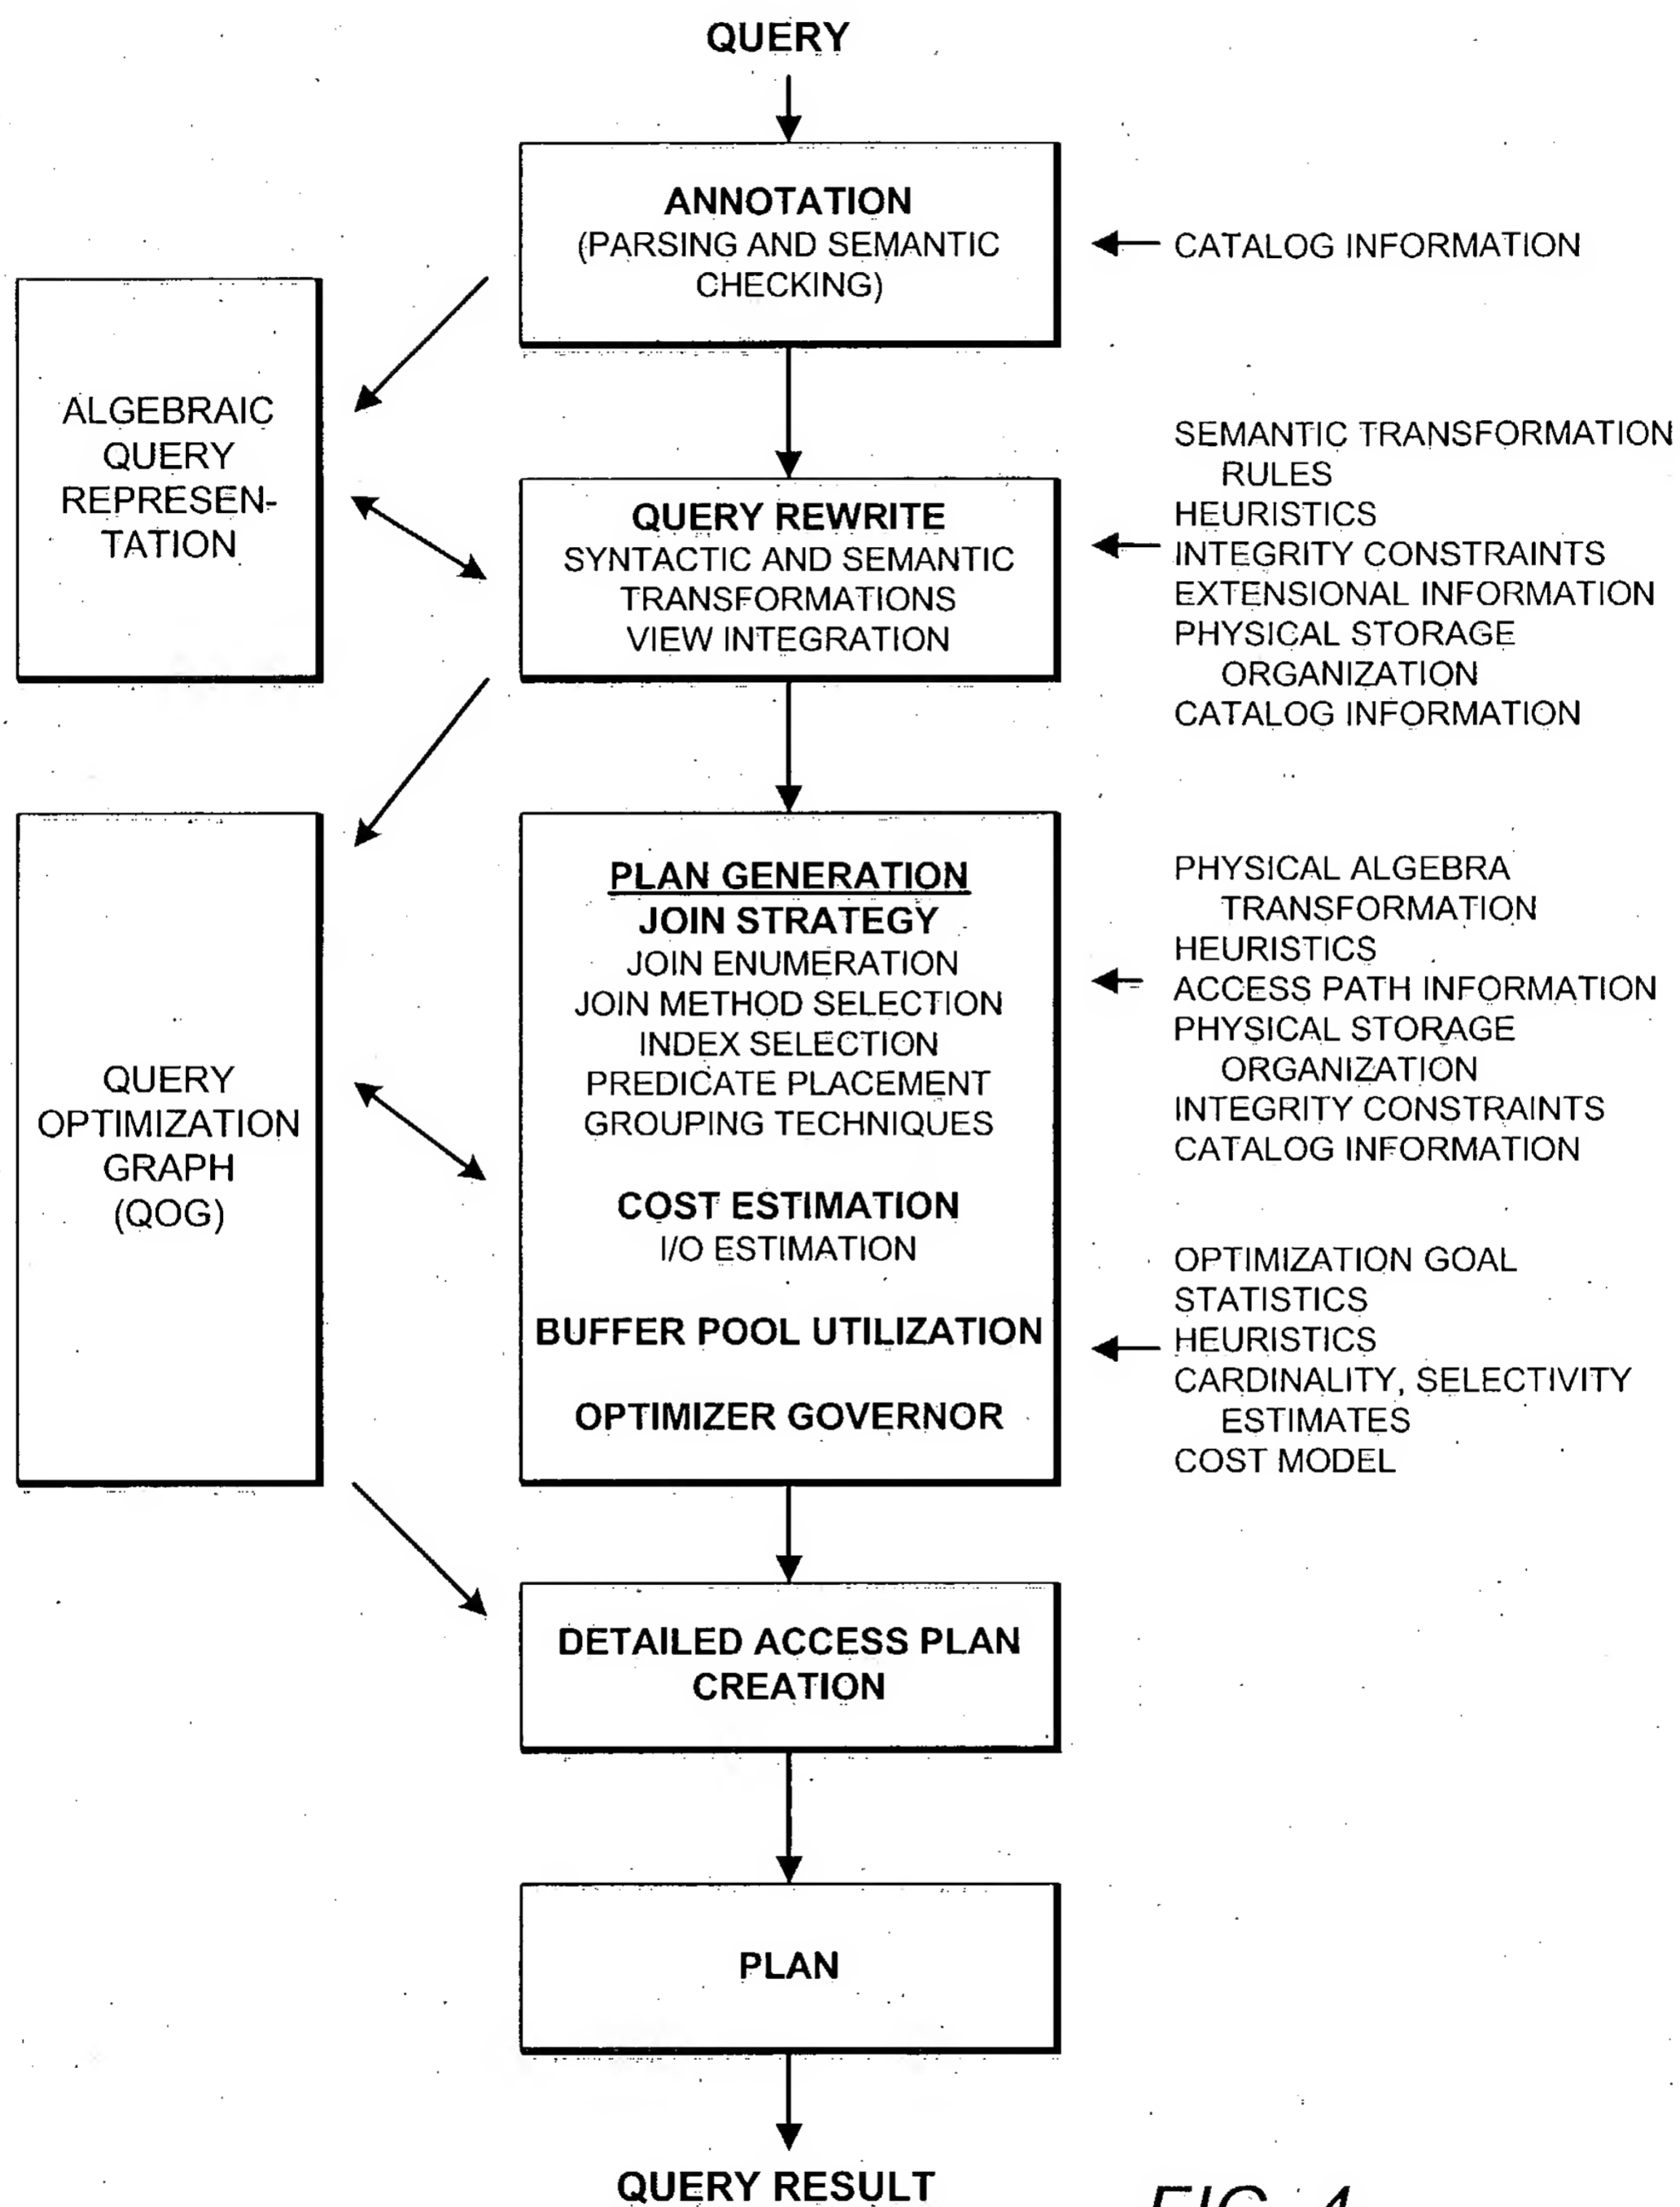 QUERY
ANNOTATION
(PARSING AND SEMANTIC
CHECKING)
CATALOG INFORMATION
ALGEBRAIC
QUERY
REPRESEN-
TATION
QUERY REWRITE
SYNTACTIC AND SEMANTIC
TRANSFORMATIONS
VIEW INTEGRATION
SEMANTIC TRANSFORMATION
RULES
HEURISTICS
INTEGRITY CONSTRAINTS
EXTENSIONAL INFORMATION
PHYSICAL STORAGE
ORGANIZATION
CATALOG INFORMATION
QUERY
OPTIMIZATION
GRAPH
(QOG)
PLAN GENERATION
JOIN STRATEGY
JOIN ENUMERATION
JOIN METHOD SELECTION
INDEX SELECTION
PREDICATE PLACEMENT
GROUPING TECHNIQUES
COST ESTIMATION
I/O ESTIMATION
BUFFER POOL UTILIZATION
OPTIMIZER GOVERNOR
PHYSICAL ALGEBRA
TRANSFORMATION
HEURISTICS
ACCESS PATH INFORMATION
PHYSICAL STORAGE
ORGANIZATION
INTEGRITY CONSTRAINTS
CATALOG INFORMATION
OPTIMIZATION GOAL
STATISTICS
HEURISTICS
CARDINALITY, SELECTIVITY
ESTIMATES
COST MODEL
DETAILED ACCESS PLAN
CREATION
PLAN
QUERY RESULT
FIG. 4